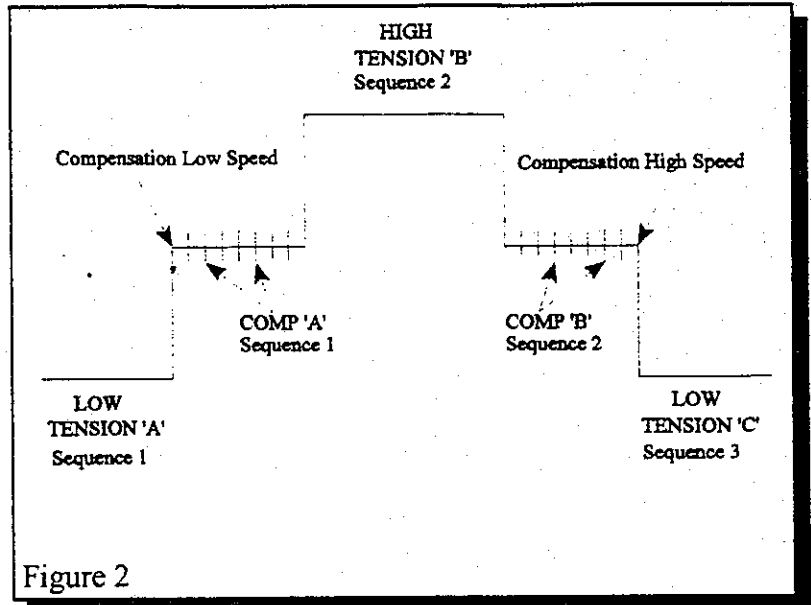 HIGH
TENSION 'B'
Sequence 2
Compensation Low Speed
Compensation High Speed
COMP 'A'
Sequence 1
COMP 'B'
Sequence 2
LOW
TENSION 'A'
Sequence 1
LOW
TENSION 'C'
Sequence 3
Figure 2